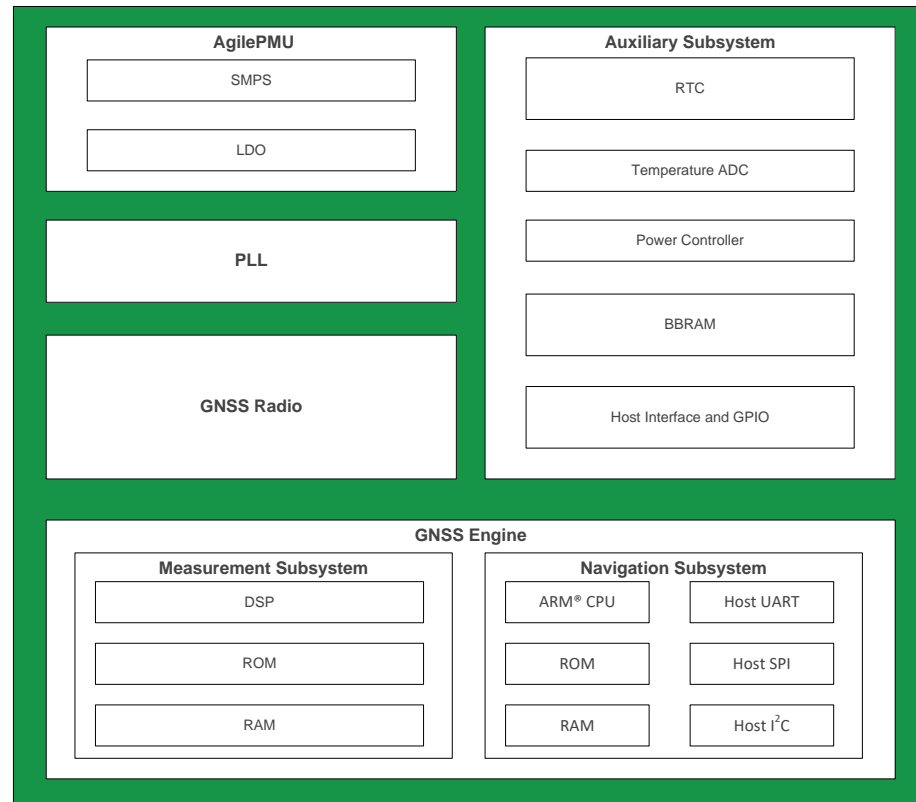 AgilePMU
SMPS
LDO
PLL
GNSS Radio
Auxiliary Subsystem
RTC
Temperature ADC
Power Controller
BBRAM
Host Interface and GPIO
GNSS Engine
Measurement Subsystem
DSP
ROM
RAM
Navigation Subsystem
ARM® CPU
Host UART
ROM
Host SPI
RAM
Host I²C